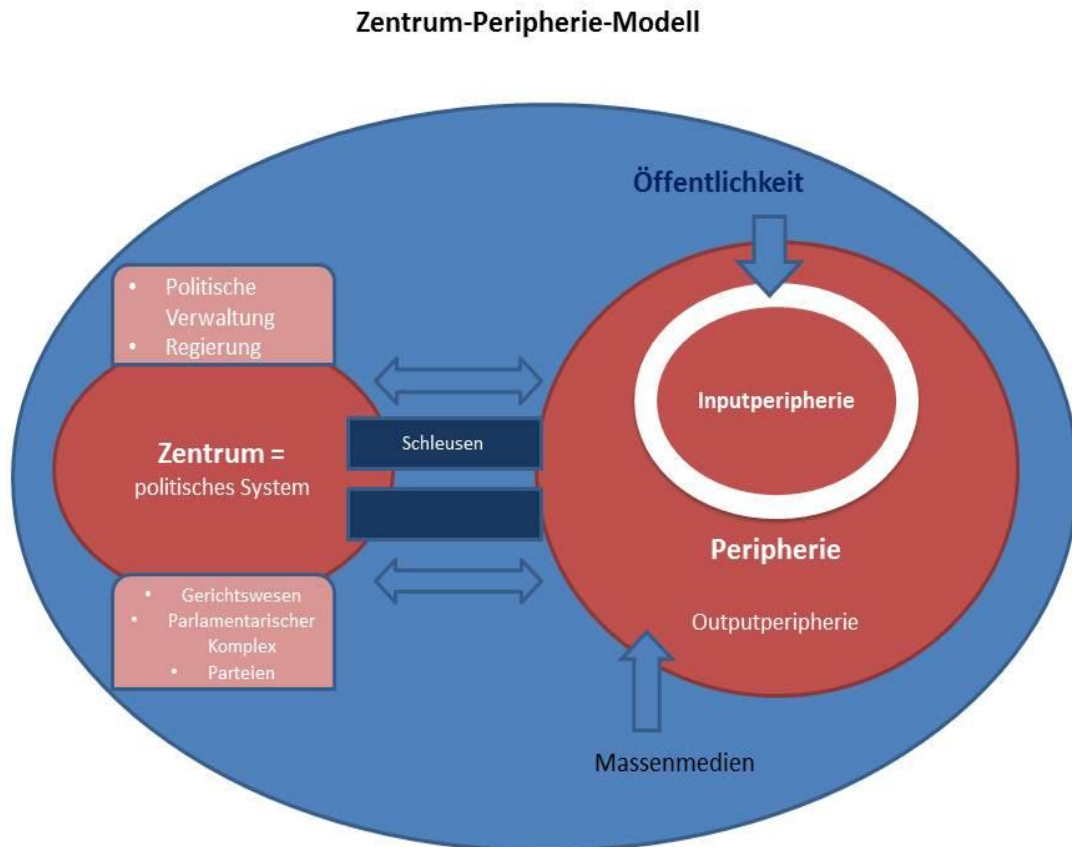 Zentrum-Peripherie-Modell
Öffentlichkeit
• Politische
Verwaltung
• Regierung
Inputperipherie
Schleusen
Zentrum =
politisches System
Peripherie
• Gerichtswesen
• Parlamentarischer
Komplex
• Parteien
Outputperipherie
Massenmedien